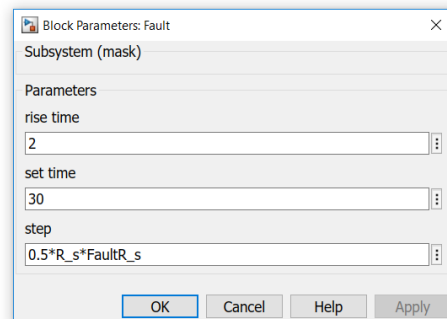 Block Parameters: Fault
Subsystem (mask)
Parameters
rise time
2
set time
30
step
0.5*R_s*FaultR_s
OK Cancel Help Apply